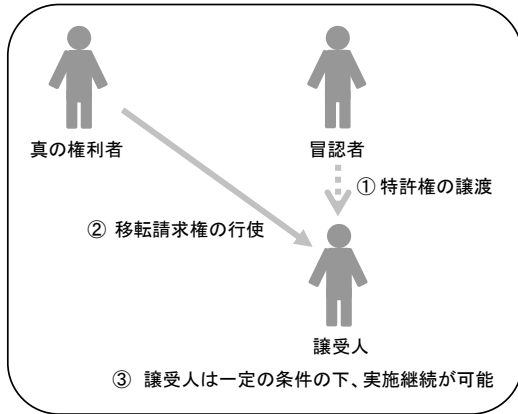 真の権利者
冒認者
① 特許権の譲渡
② 移転請求権の行使
譲受人
③ 譲受人は一定の条件の下、実施継続が可能